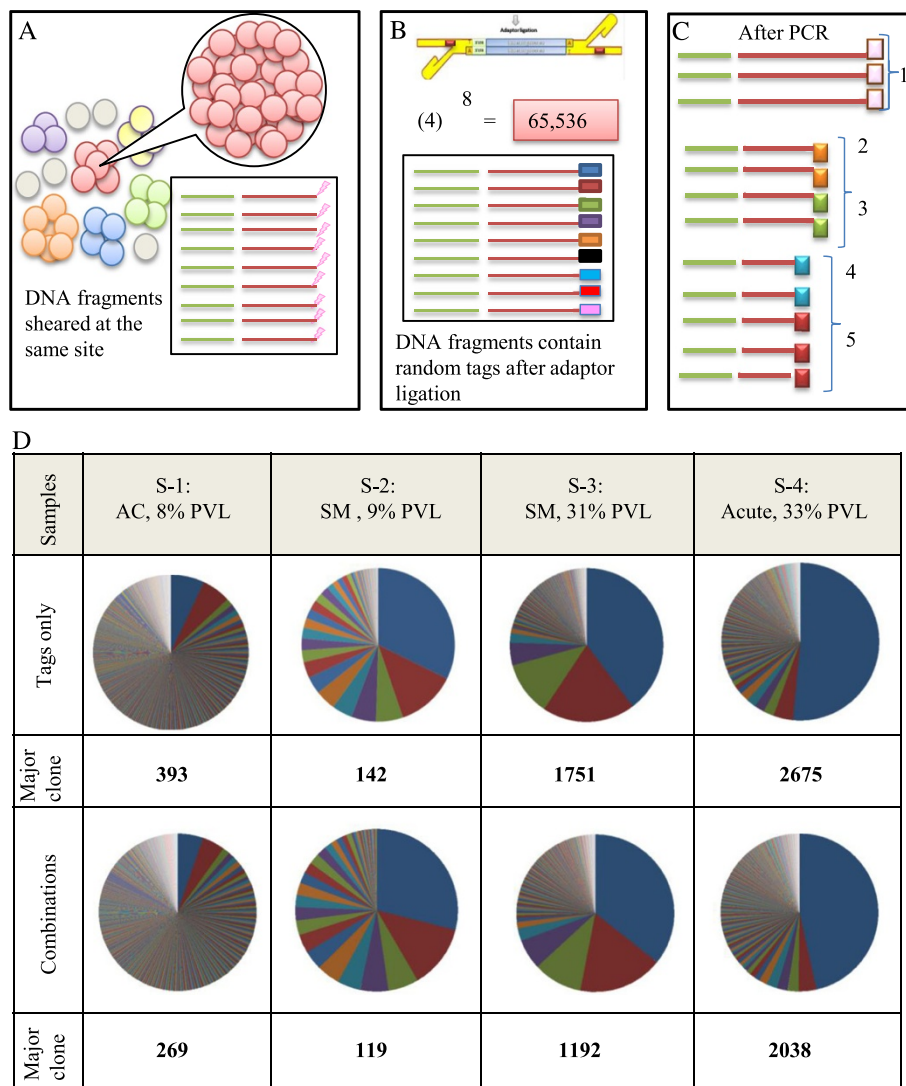 A
DNA fragments
sheared at the
same site
B
Adaptor ligation
(4) 8 = 65,536
DNA fragments contain
random tags after adaptor
ligation
C
After PCR
1
2
3
4
5
D
Samples
S-1:
AC, 8% PVL
S-2:
SM , 9% PVL
S-3:
SM, 31% PVL
S-4:
Acute, 33% PVL
Tags only
Major
clone
393
142
1751
2675
Combinations
Major
clone
269
119
1192
2038